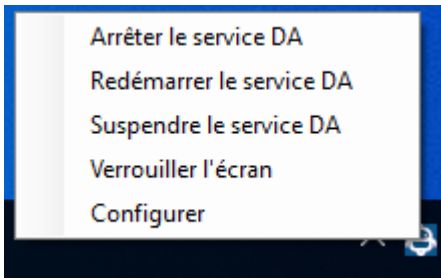 Arrêter le service DA
Redémarrer le service DA
Suspendre le service DA
Verrouiller l'écran
Configurer